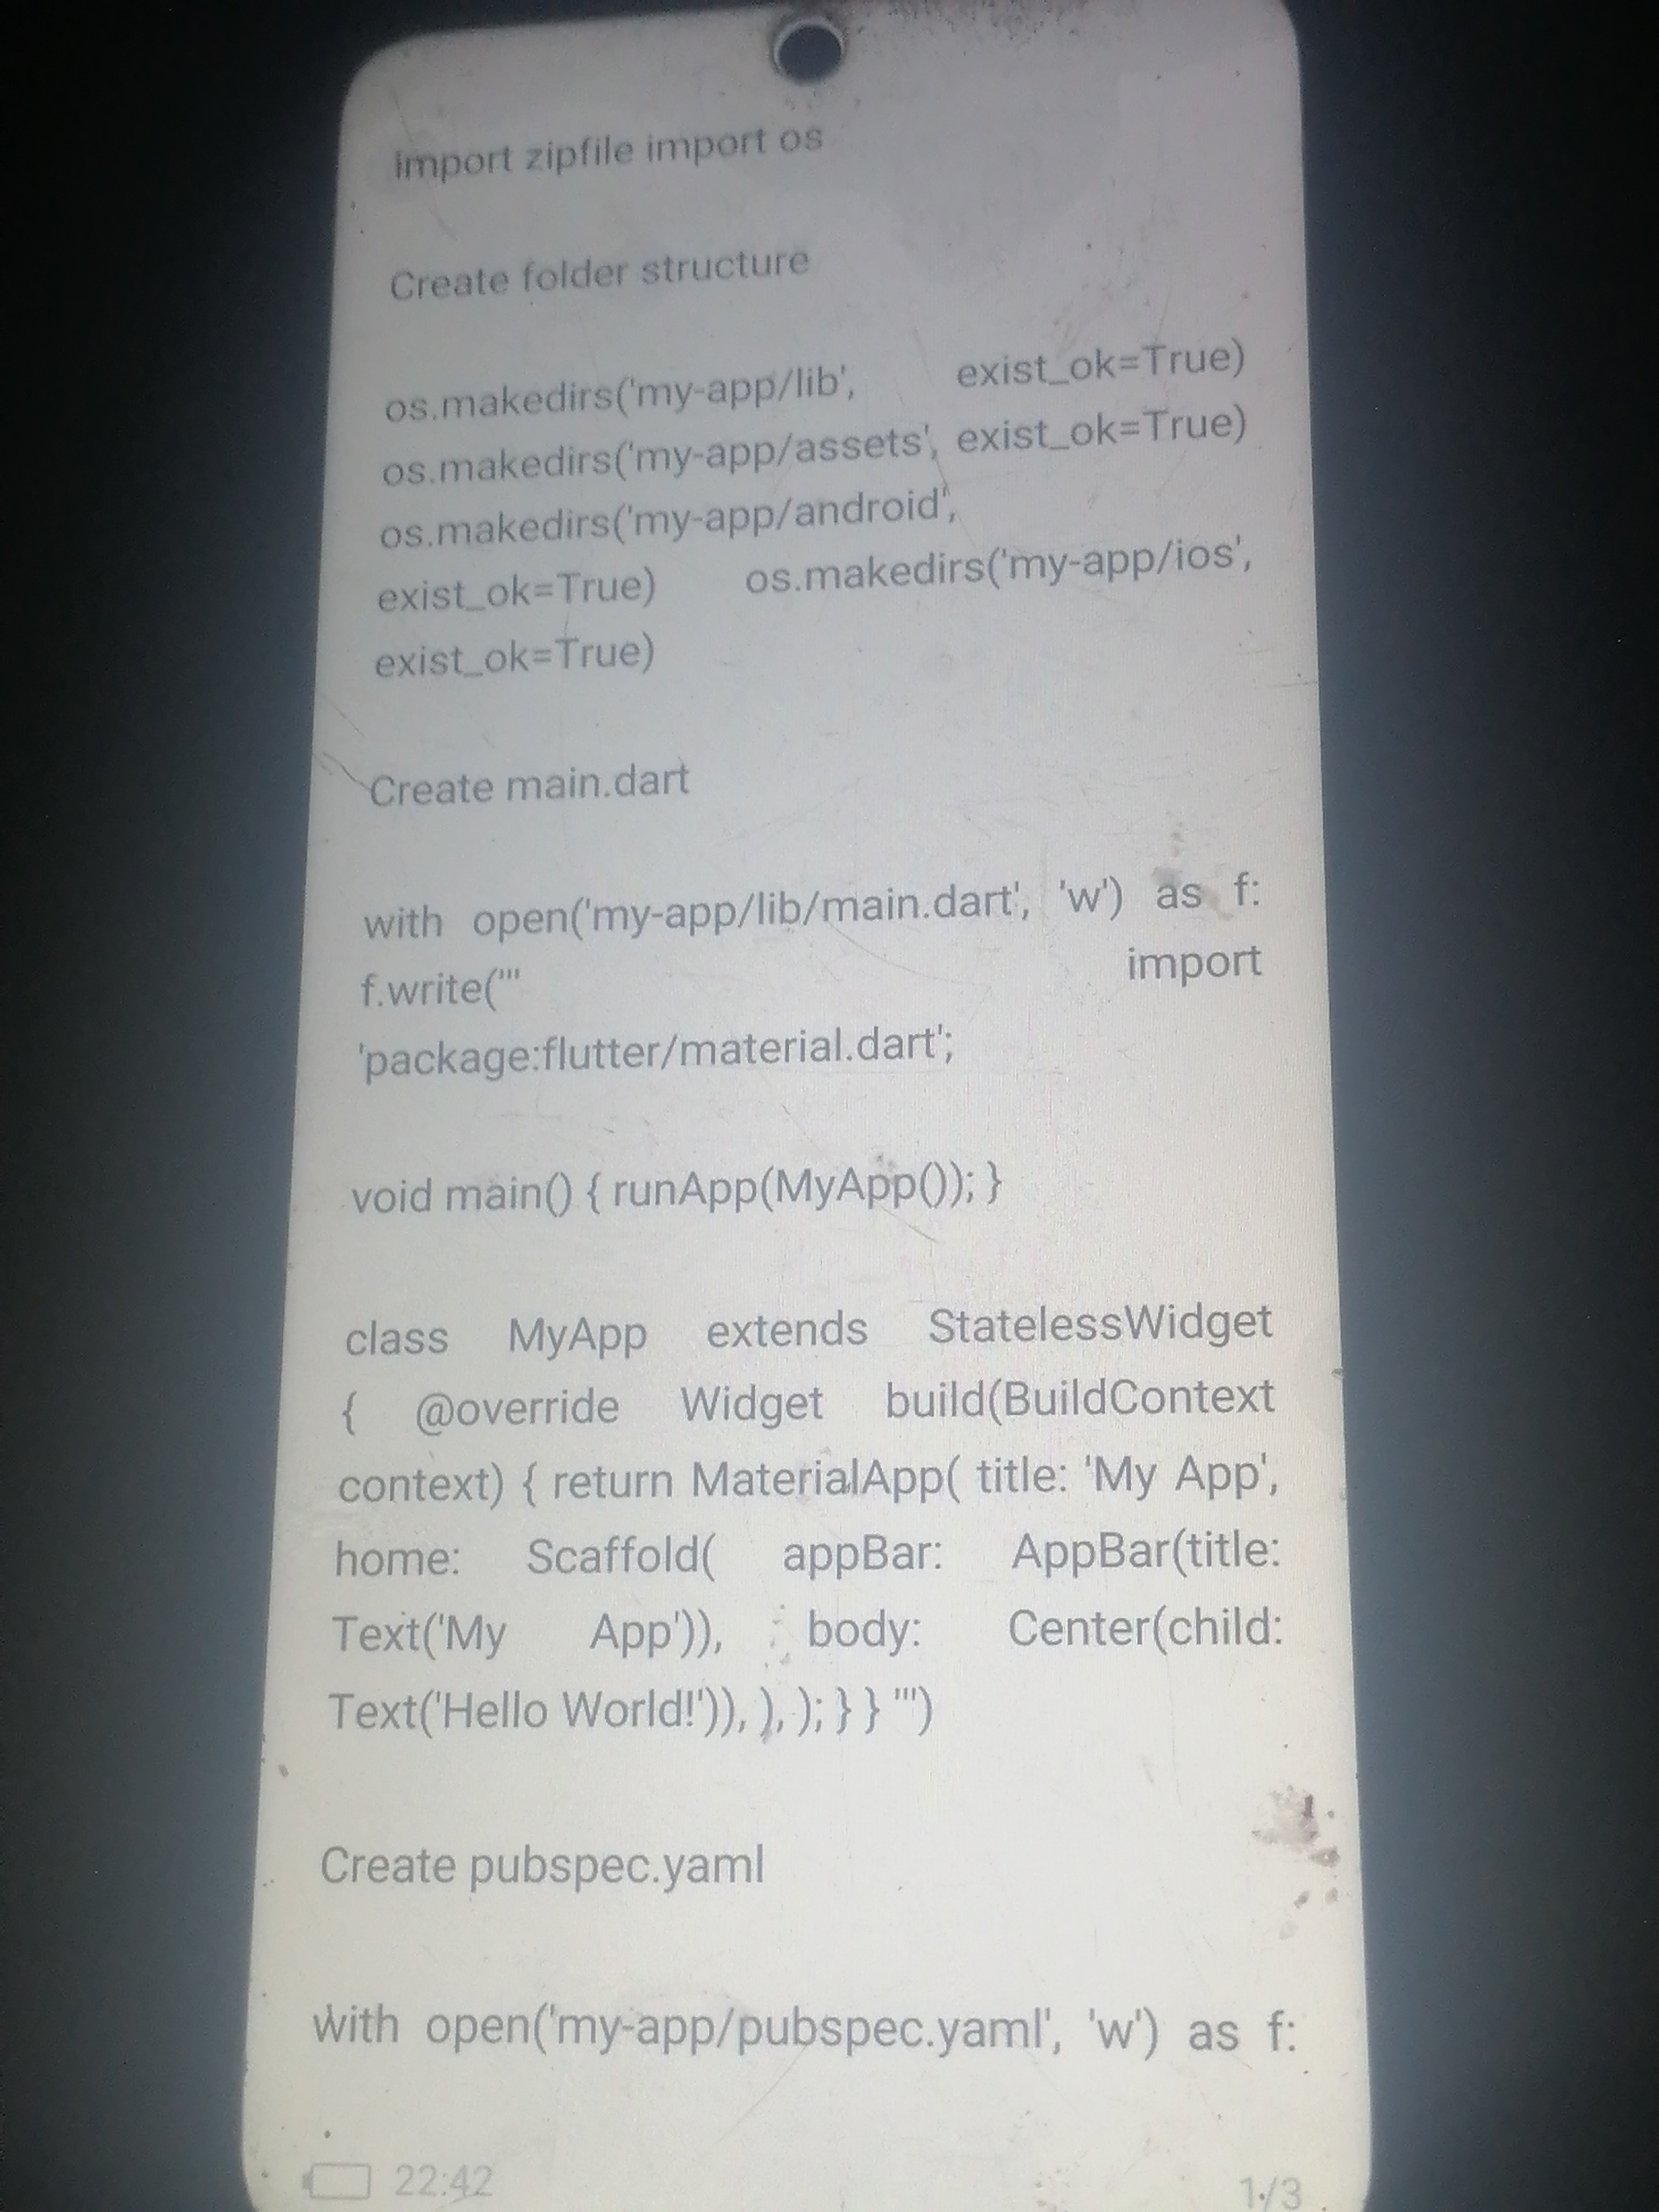 import zipfile import os
Create folder structure
os.makedirs('my-app/lib', exist_ok=True)
os.makedirs('my-app/assets', exist_ok=True)
os.makedirs('my-app/android',
exist_ok=True) os.makedirs('my-app/ios',
exist_ok=True)
Create main.dart
with open('my-app/lib/main.dart', 'w') as f:
f.write(''' import
'package:flutter/material.dart';
void main() { runApp(MyApp()); }
class MyApp extends StatelessWidget
{ @override Widget build(BuildContext
context) { return MaterialApp( title: 'My App',
home: Scaffold( appBar: AppBar(title:
Text('My App')), body: Center(child:
Text('Hello World!')), ), ); } } ''')
Create pubspec.yaml
with open('my-app/pubspec.yaml', 'w') as f:
22:42
1/3